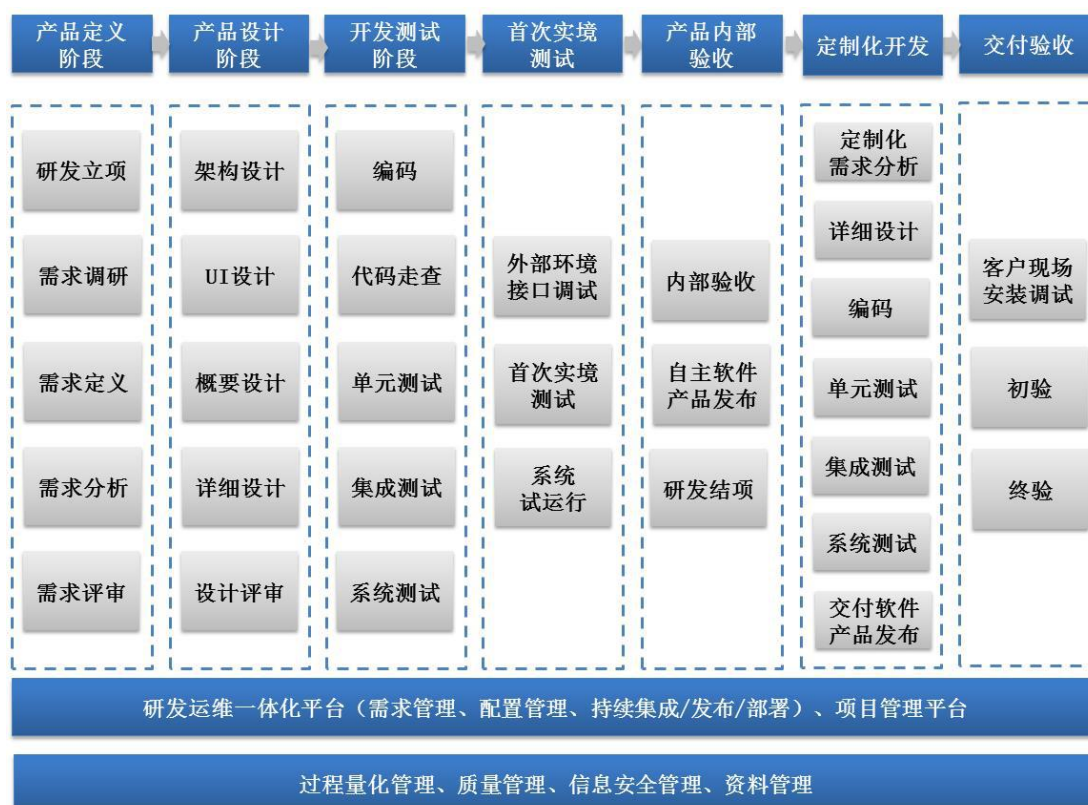 产品定义
阶段
产品设计
阶段
开发测试
阶段
首次实境
测试
产品内部
验收
定制化开发
交付验收
研发立项
需求调研
需求定义
需求分析
需求评审
架构设计
UI设计
概要设计
详细设计
设计评审
编码
代码走查
单元测试
集成测试
系统测试
外部环境
接口调试
首次实境
测试
系统
试运行
内部验收
自主软件
产品发布
研发结项
定制化
需求分析
详细设计
编码
单元测试
集成测试
系统测试
交付软件
产品发布
客户现场
安装调试
初验
终验
研发运维一体化平台（需求管理、配置管理、持续集成/发布/部署）、项目管理平台
过程量化管理、质量管理、信息安全管理、资料管理